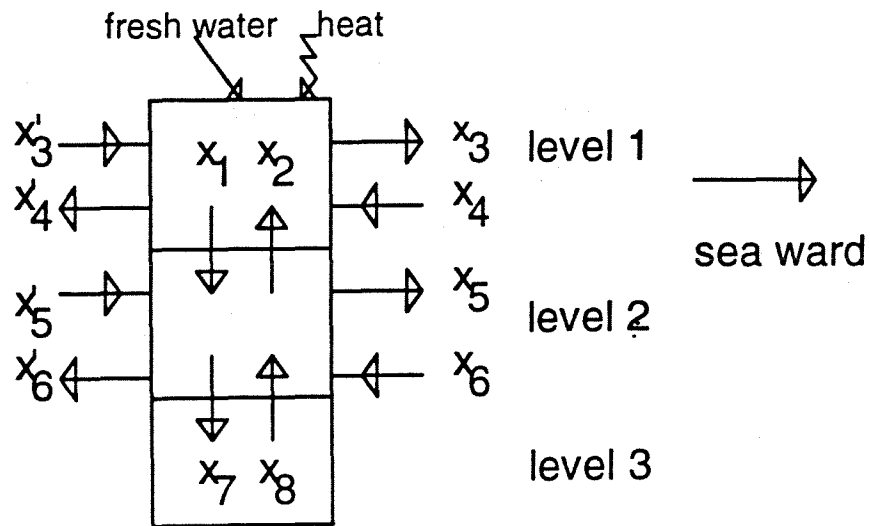 fresh water heat
x'3 x1 x2 x3 level 1
x'4 x4
sea ward
x'5 x5
level 2
x'6 x6
x7 x8 level 3